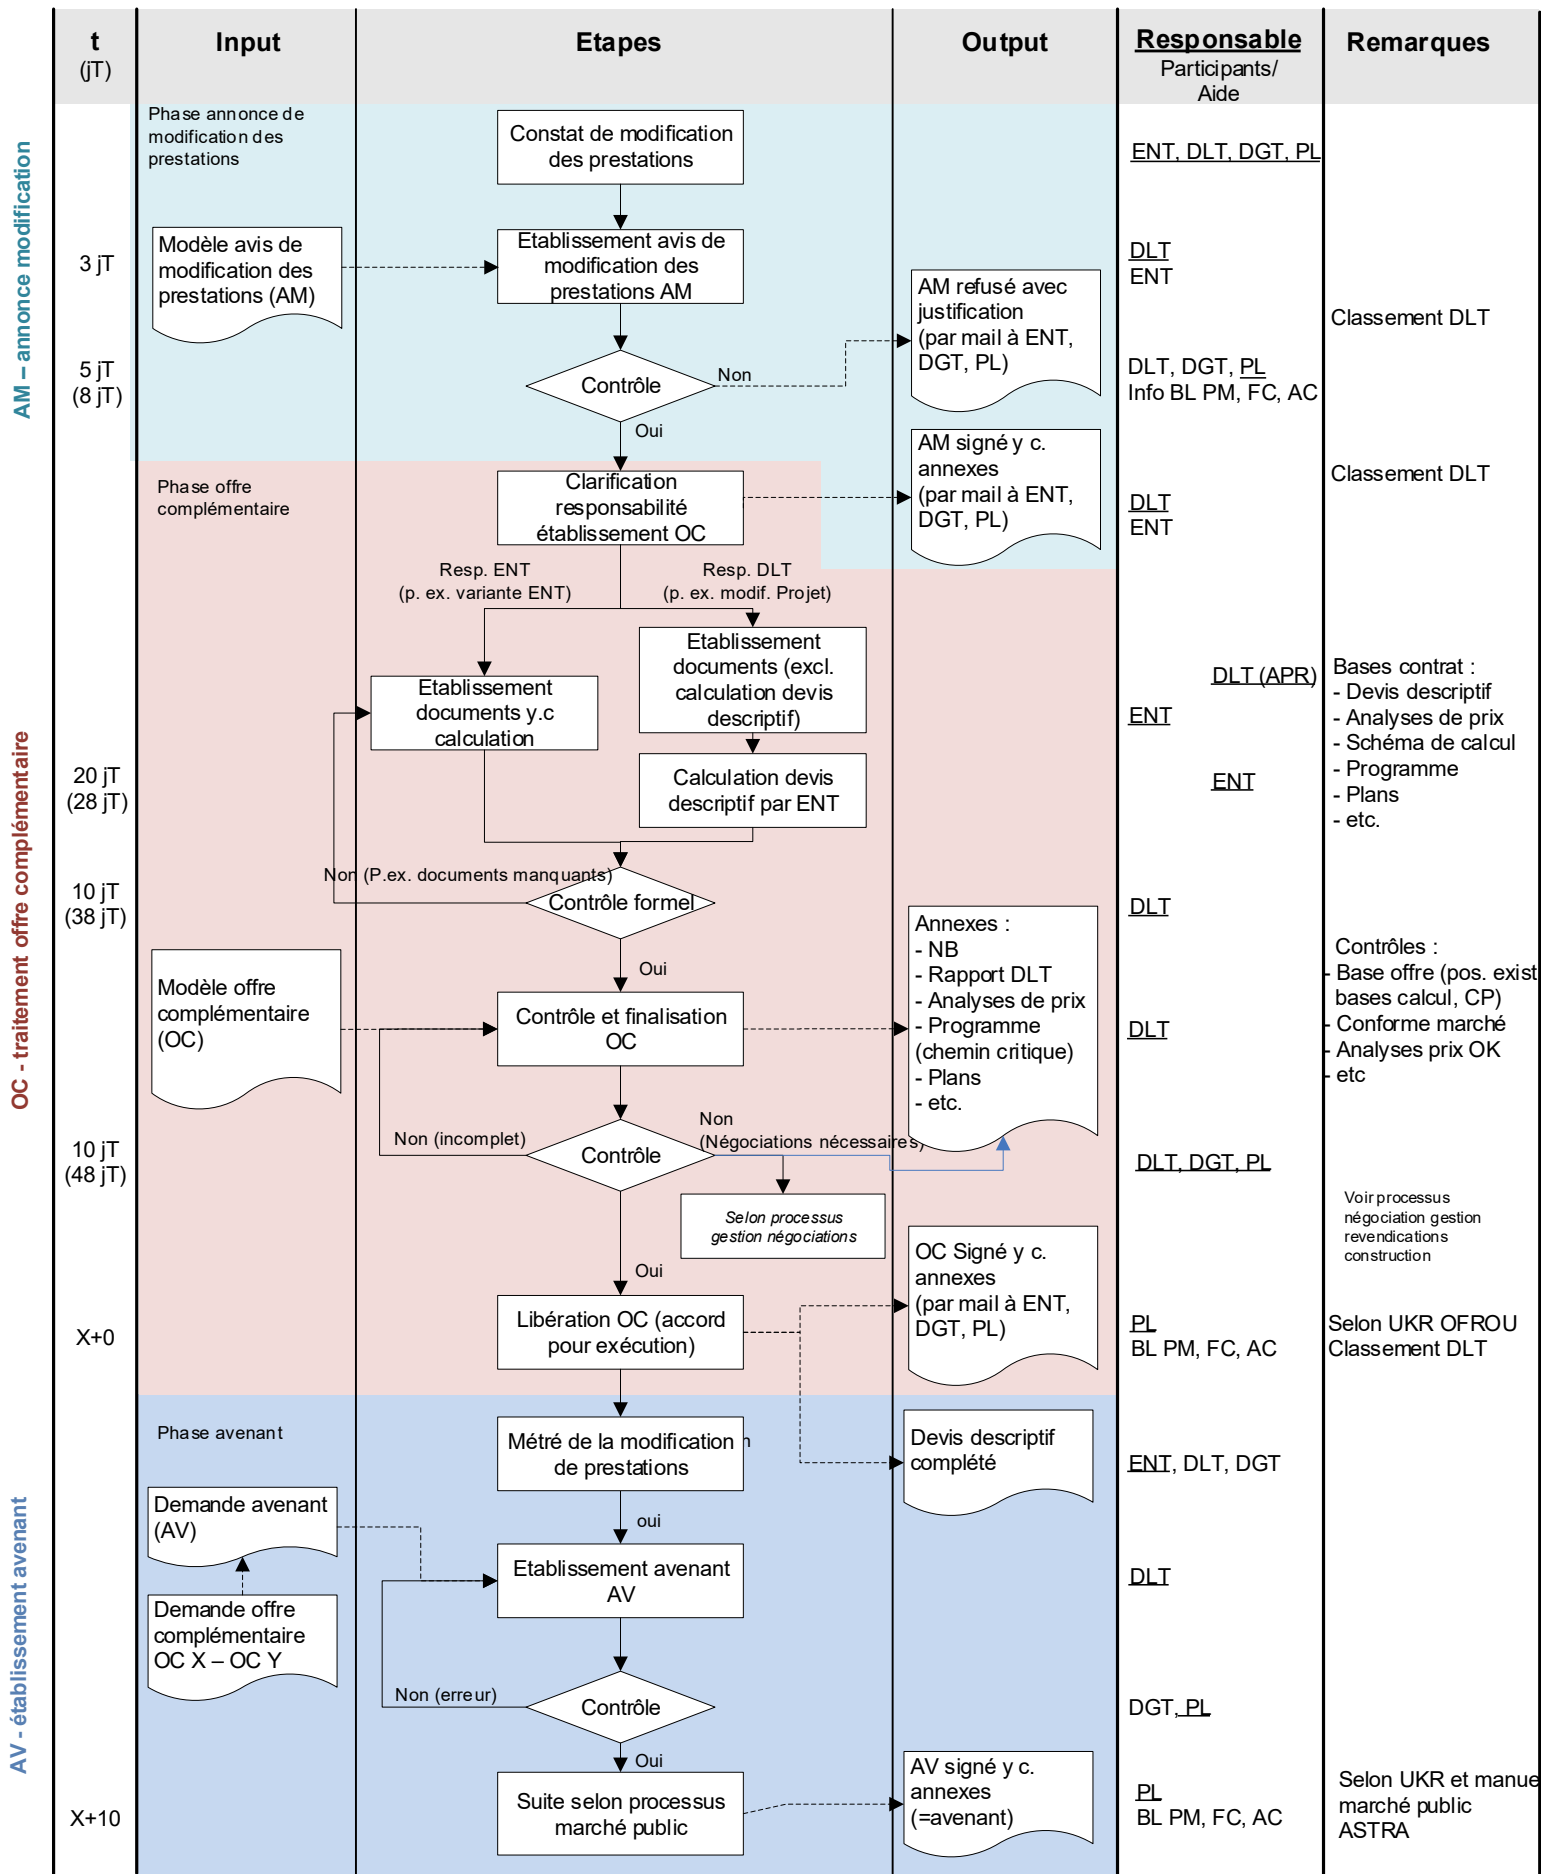 t
(jT)
Input
Etapes
Output
Responsable
Participants/
Aide
Remarques
AM – annonce modification
Phase annonce de
modification des
prestations
Constat de modification
des prestations
ENT, DLT, DGT, PL
3 jT
Modèle avis de
modification des
prestations (AM)
Etablissement avis de
modification des
prestations AM
DLT
ENT
AM refusé avec
justification
(par mail à ENT,
DGT, PL)
Classement DLT
5 jT
(8 jT)
Contrôle
Non
DLT, DGT, PL
Info BL PM, FC, AC
Oui
AM signé y c.
annexes
(par mail à ENT,
DGT, PL)
Classement DLT
OC - traitement offre complémentaire
Phase offre
complémentaire
Clarification
responsabilité
établissement OC
DLT
ENT
Resp. ENT
(p. ex. variante ENT)
Resp. DLT
(p. ex. modif. Projet)
Etablissement
documents (excl.
calculation devis
descriptif)
Etablissement
documents y.c
calculation
DLT (APR)
ENT
Bases contrat :
- Devis descriptif
- Analyses de prix
- Schéma de calcul
- Programme
- Plans
- etc.
20 jT
(28 jT)
Calculation devis
descriptif par ENT
ENT
Non (P.ex. documents manquants)
10 jT
(38 jT)
Contrôle formel
DLT
Oui
Annexes :
- NB
- Rapport DLT
- Analyses de prix
- Programme
(chemin critique)
- Plans
- etc.
Modèle offre
complémentaire
(OC)
Contrôle et finalisation
OC
DLT
Contrôles :
- Base offre (pos. exist
bases calcul, CP)
- Conforme marché
- Analyses prix OK
- etc
10 jT
(48 jT)
Non (incomplet)
Contrôle
Non
(Négociations nécessaires)
DLT, DGT, PL
Selon processus
gestion négociations
Voir processus
négociation gestion
revendications
construction
Oui
OC Signé y c.
annexes
(par mail à ENT,
DGT, PL)
X+0
Libération OC (accord
pour exécution)
PL
BL PM, FC, AC
Selon UKR OFROU
Classement DLT
AV - établissement avenant
Phase avenant
Métré de la modification
de prestations
n
Devis descriptif
complété
ENT, DLT, DGT
oui
Demande avenant
(AV)
Etablissement avenant
AV
DLT
Demande offre
complémentaire
OC X – OC Y
Non (erreur)
Contrôle
DGT, PL
Oui
X+10
Suite selon processus
marché public
AV signé y c.
annexes
(=avenant)
PL
BL PM, FC, AC
Selon UKR et manue
marché public
ASTRA